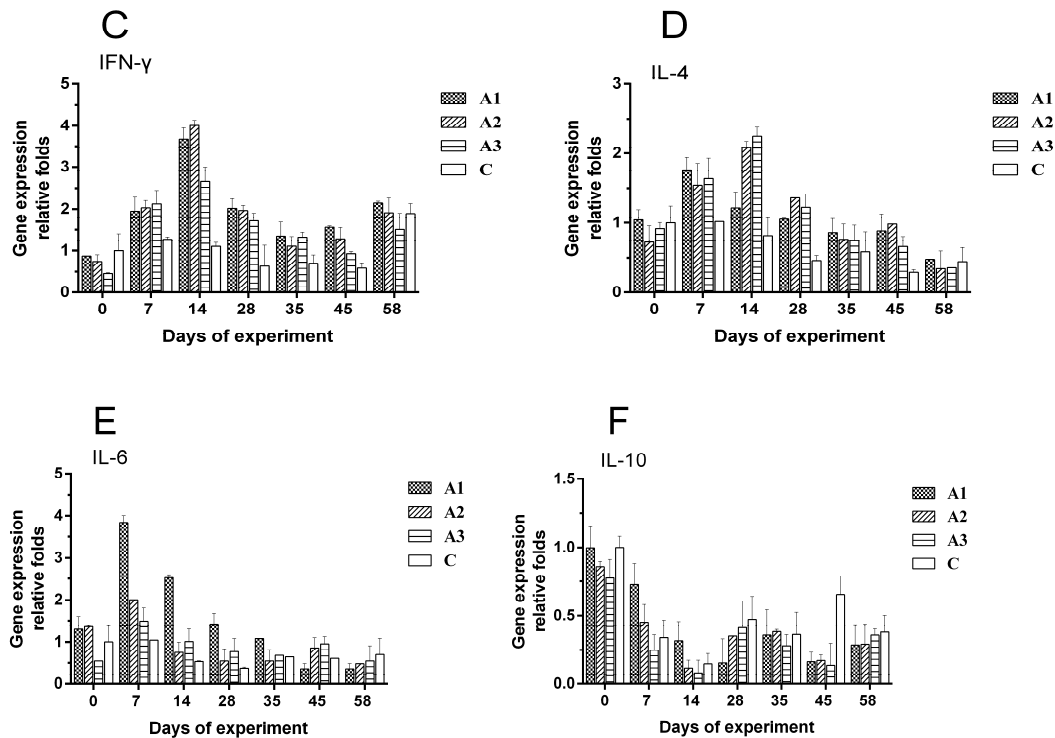 C
IFN-γ
Gene expression
relative folds
5
4
3
2
1
0
0 7 14 28 35 45 58
Days of experiment
A1
A2
A3
C
D
IL-4
Gene expression
relative folds
3
2
1
0
0 7 14 28 35 45 58
Days of experiment
A1
A2
A3
C
E
IL-6
Gene expression
relative folds
5
4
3
2
1
0
0 7 14 28 35 45 58
Days of experiment
A1
A2
A3
C
F
IL-10
Gene expression
relative folds
1.5
1.0
0.5
0.0
0 7 14 28 35 45 58
Days of experiment
A1
A2
A3
C